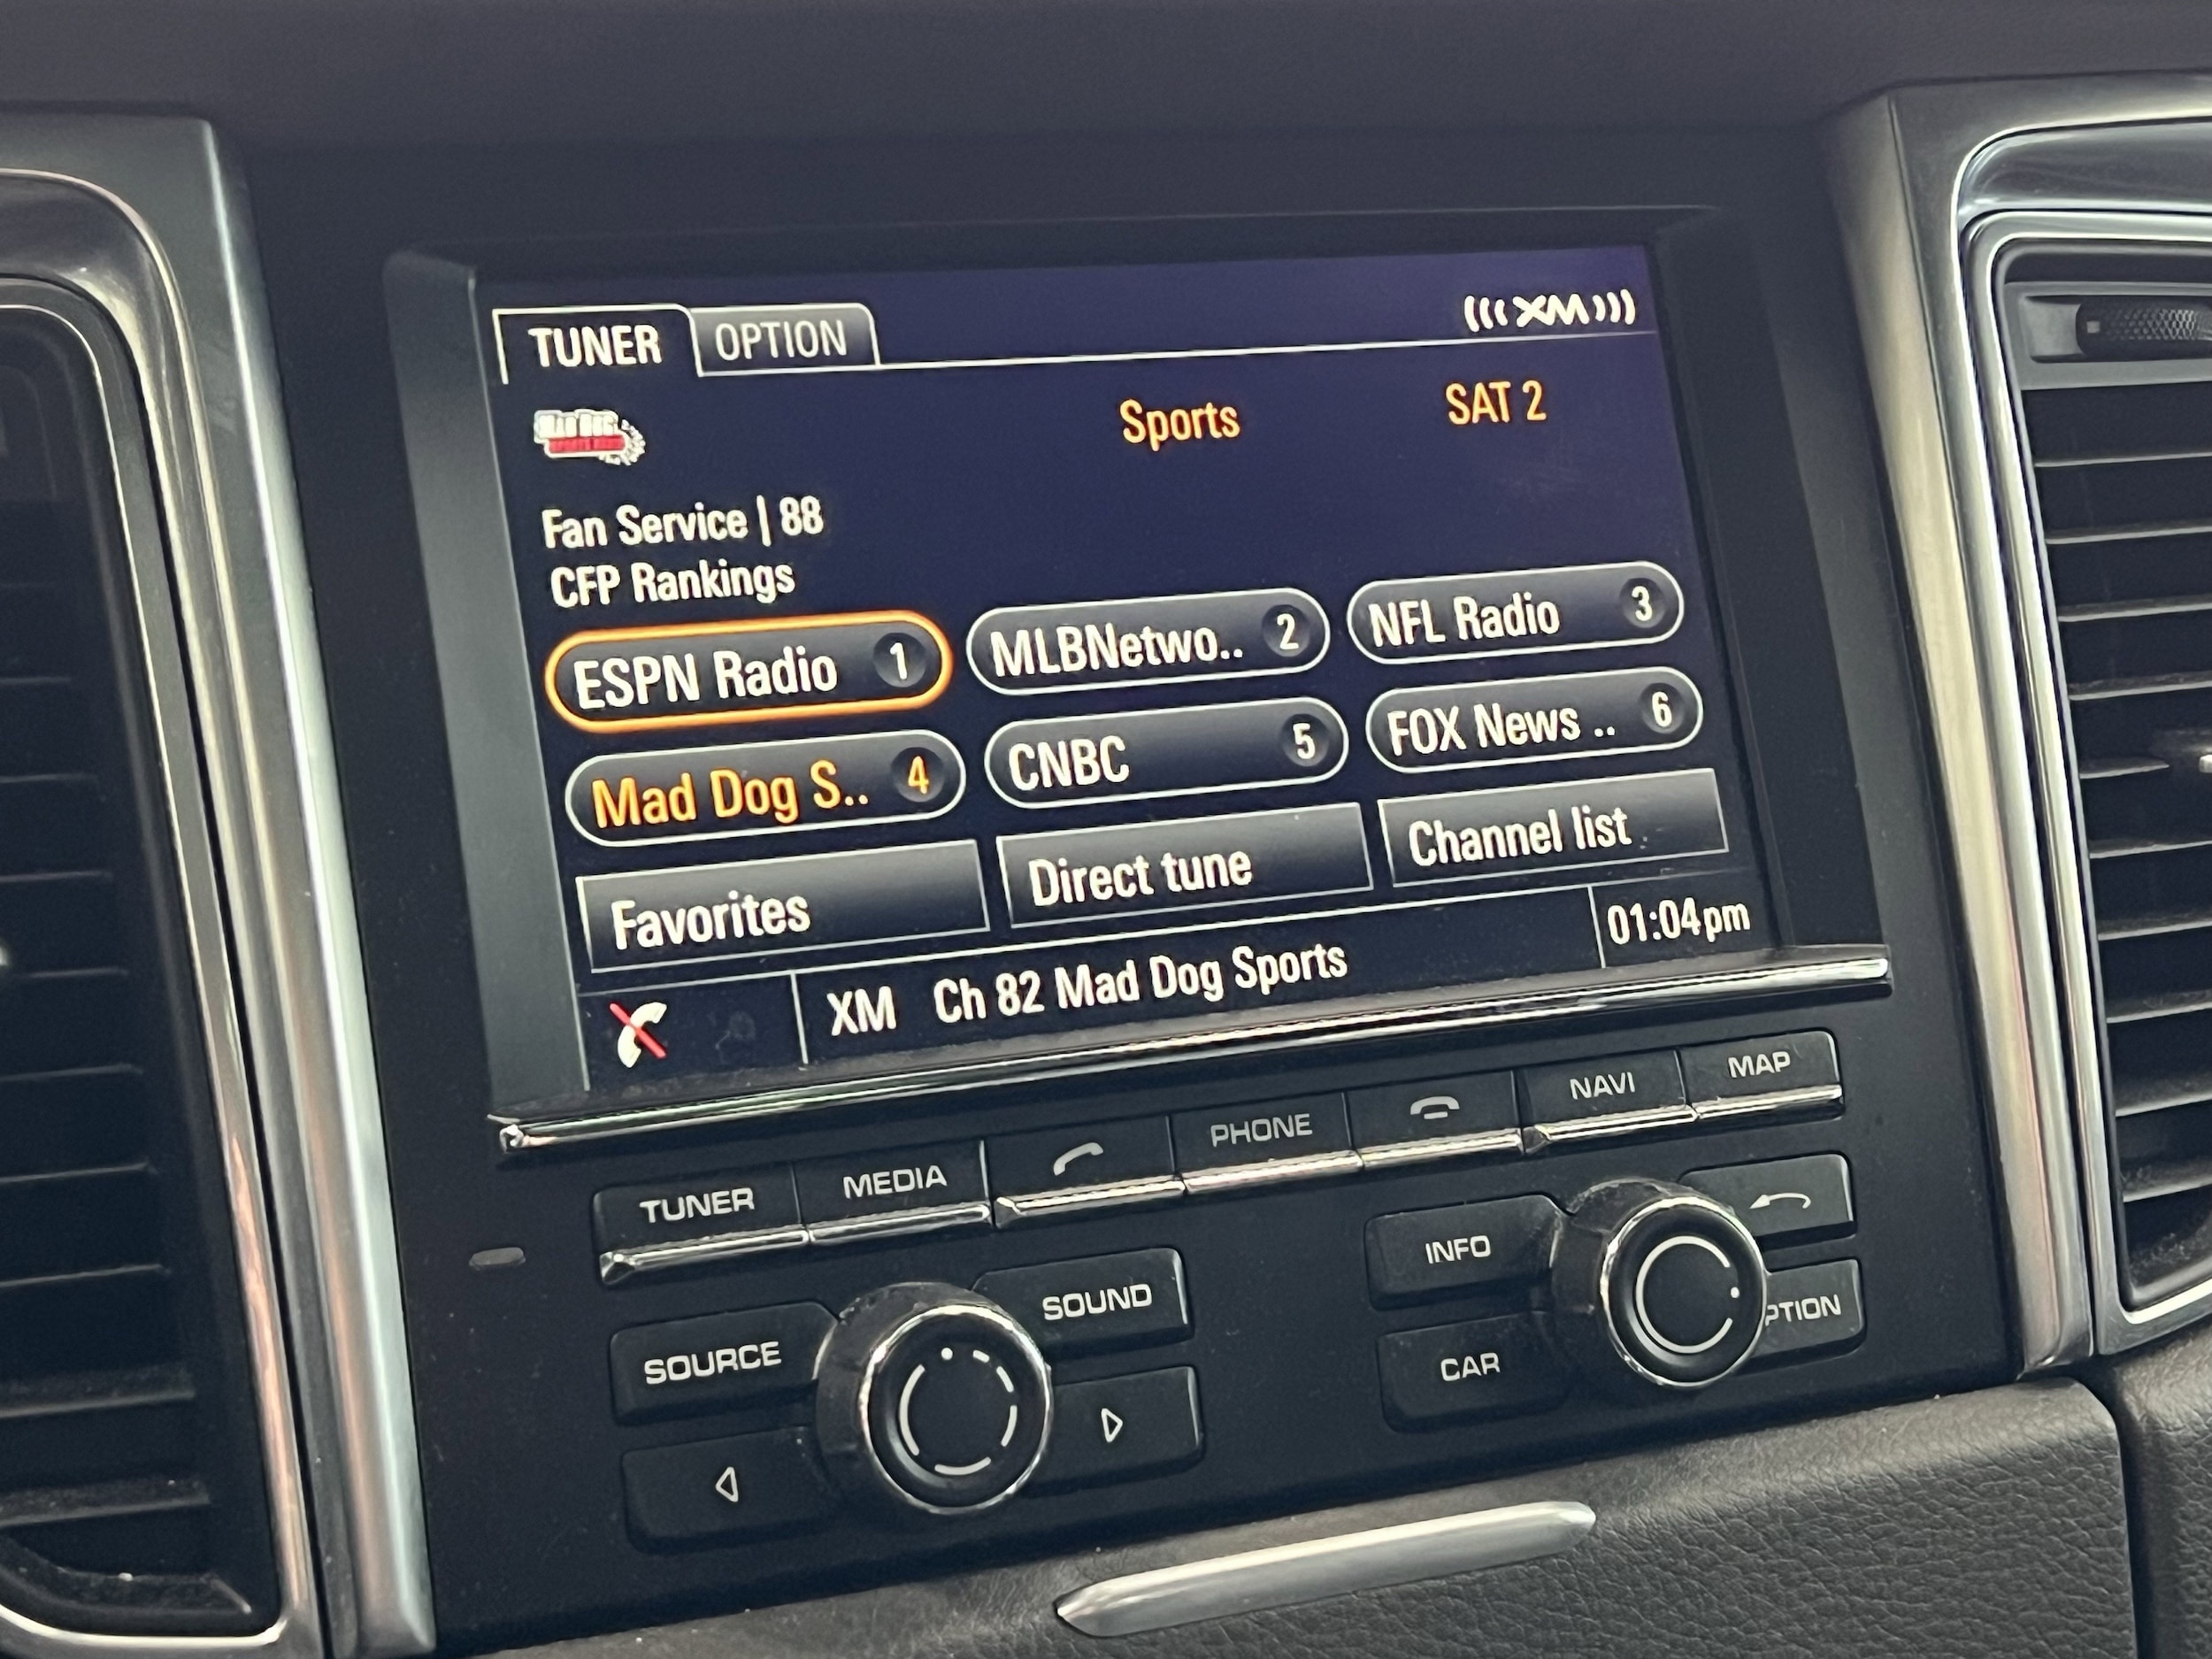 TUNER OPTION (((XM)))
MAD DOG Sports SAT 2
Fan Service | 88
CFP Rankings
ESPN Radio 1 MLBNetwo.. 2 NFL Radio 3
Mad Dog S.. 4 CNBC 5 FOX News .. 6
Favorites Direct tune Channel list
XM Ch 82 Mad Dog Sports 01:04pm
TUNER MEDIA PHONE NAVI MAP
SOURCE SOUND INFO
CAR PTION